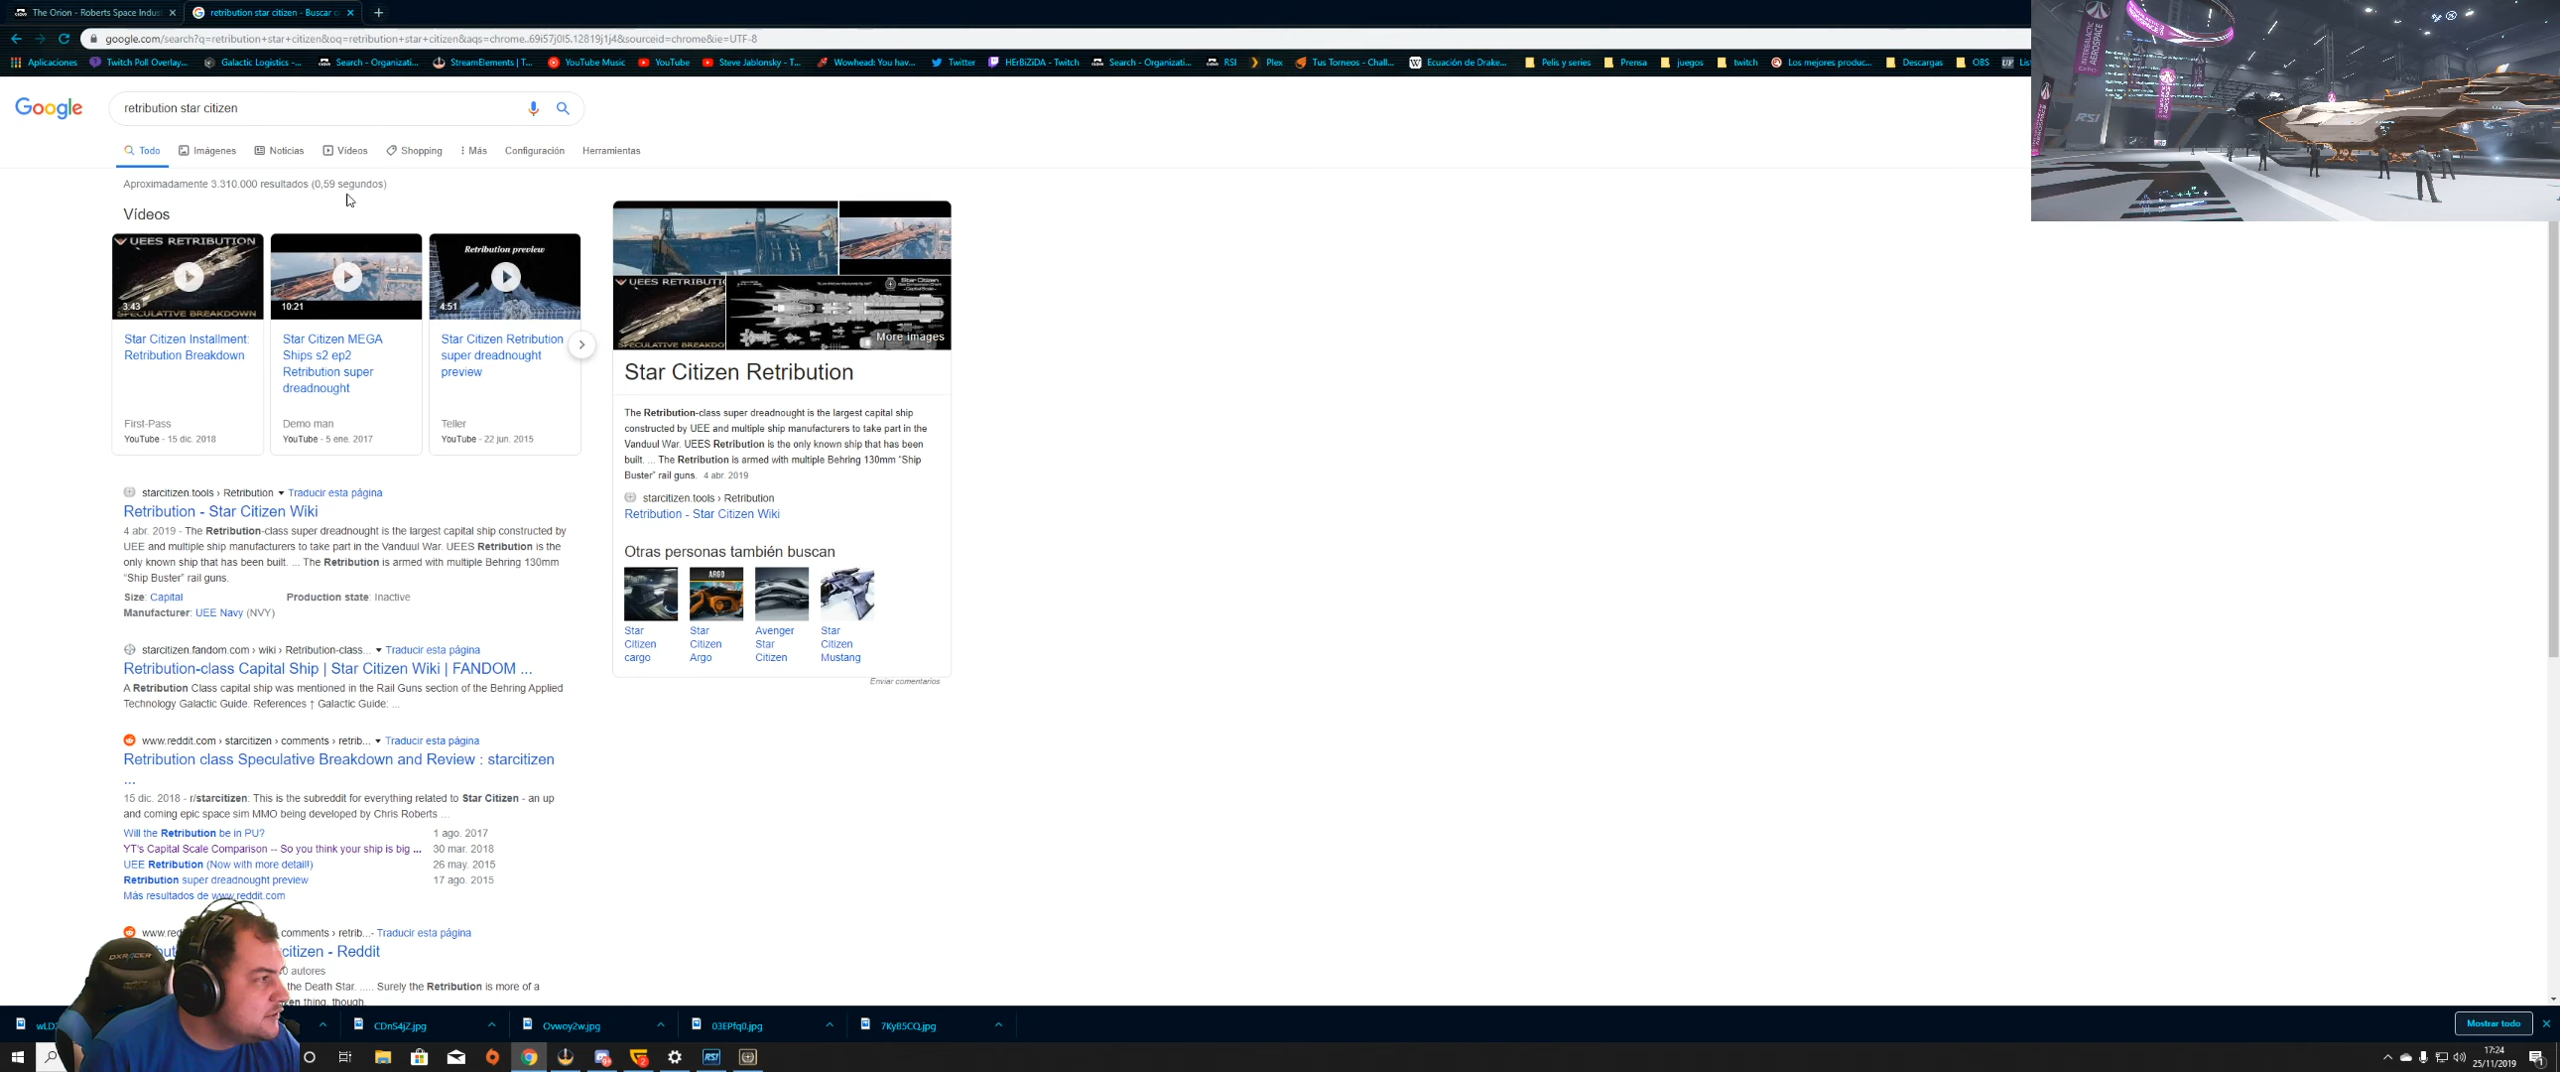 The Orion - Roberts Space Indust
retribution star citizen - Buscar c
google.com/search?q=retribution+star+citizen&oq=retribution+star+citizen&aqs=chrome..69i57j0l5.12819j1j4&sourceid=chrome&ie=UTF-8
Aplicaciones
Twitch Poll Overlay...
Galactic Logistics -...
Search - Organizati...
StreamElements | T...
YouTube Music
YouTube
Steve Jablonsky - T...
Wowhead: You hav...
Twitter
HErBiZiDA - Twitch
Search - Organizati...
RSI
Plex
Tus Torneos - Chall...
Ecuación de Drake...
Pelis y series
Prensa
juegos
twitch
Los mejores produc...
Descargas
OBS
Google
retribution star citizen
Todo
Imágenes
Noticias
Vídeos
Shopping
Más
Configuración
Herramientas
Aproximadamente 3.310.000 resultados (0,59 segundos)
Vídeos
UEES RETRIBUTION
3:43
SPECULATIVE BREAKDOWN
10:21
Retribution preview
4:51
Star Citizen Installment:
Retribution Breakdown
First-Pass
YouTube - 15 dic. 2018
Star Citizen MEGA
Ships s2 ep2
Retribution super
dreadnought
Demo man
YouTube - 5 ene. 2017
Star Citizen Retribution
super dreadnought
preview
Teller
YouTube - 22 jun. 2015
starcitizen.tools › Retribution
Traducir esta página
Retribution - Star Citizen Wiki
4 abr. 2019 - The Retribution-class super dreadnought is the largest capital ship constructed by
UEE and multiple ship manufacturers to take part in the Vanduul War. UEES Retribution is the
only known ship that has been built. ... The Retribution is armed with multiple Behring 130mm
“Ship Buster” rail guns.
Size: Capital
Production state: Inactive
Manufacturer: UEE Navy (NVY)
starcitizen.fandom.com › wiki › Retribution-class...
Traducir esta página
Retribution-class Capital Ship | Star Citizen Wiki | FANDOM ...
A Retribution Class capital ship was mentioned in the Rail Guns section of the Behring Applied
Technology Galactic Guide. References ↑ Galactic Guide: ...
www.reddit.com › starcitizen › comments › retrib...
Traducir esta página
Retribution class Speculative Breakdown and Review : starcitizen
...
15 dic. 2018 - r/starcitizen: This is the subreddit for everything related to Star Citizen - an up
and coming epic space sim MMO being developed by Chris Roberts ...
Will the Retribution be in PU?
1 ago. 2017
YT's Capital Scale Comparison -- So you think your ship is big ...
30 mar. 2018
UEE Retribution (Now with more detail!)
26 may. 2015
Retribution super dreadnought preview
17 ago. 2015
Más resultados de www.reddit.com
comments › retrib...
Traducir esta página
citizen - Reddit
autores
the Death Star. ..... Surely the Retribution is more of a
thing, though.
UEES RETRIBUTI
SPECULATIVE BREAKDO
More images
Star Citizen Retribution
The Retribution-class super dreadnought is the largest capital ship
constructed by UEE and multiple ship manufacturers to take part in the
Vanduul War. UEES Retribution is the only known ship that has been
built. ... The Retribution is armed with multiple Behring 130mm “Ship
Buster” rail guns. 4 abr. 2019
starcitizen.tools › Retribution
Retribution - Star Citizen Wiki
Otras personas también buscan
ARGO
Star
Citizen
cargo
Star
Citizen
Argo
Avenger
Star
Citizen
Star
Citizen
Mustang
Enviar comentarios
RSI
DXRACER
CDnS4jZ.jpg
Ovwoy2w.jpg
03EPfq0.jpg
7KyB5CQ.jpg
Mostrar todo
RSI
17:24
25/11/2019